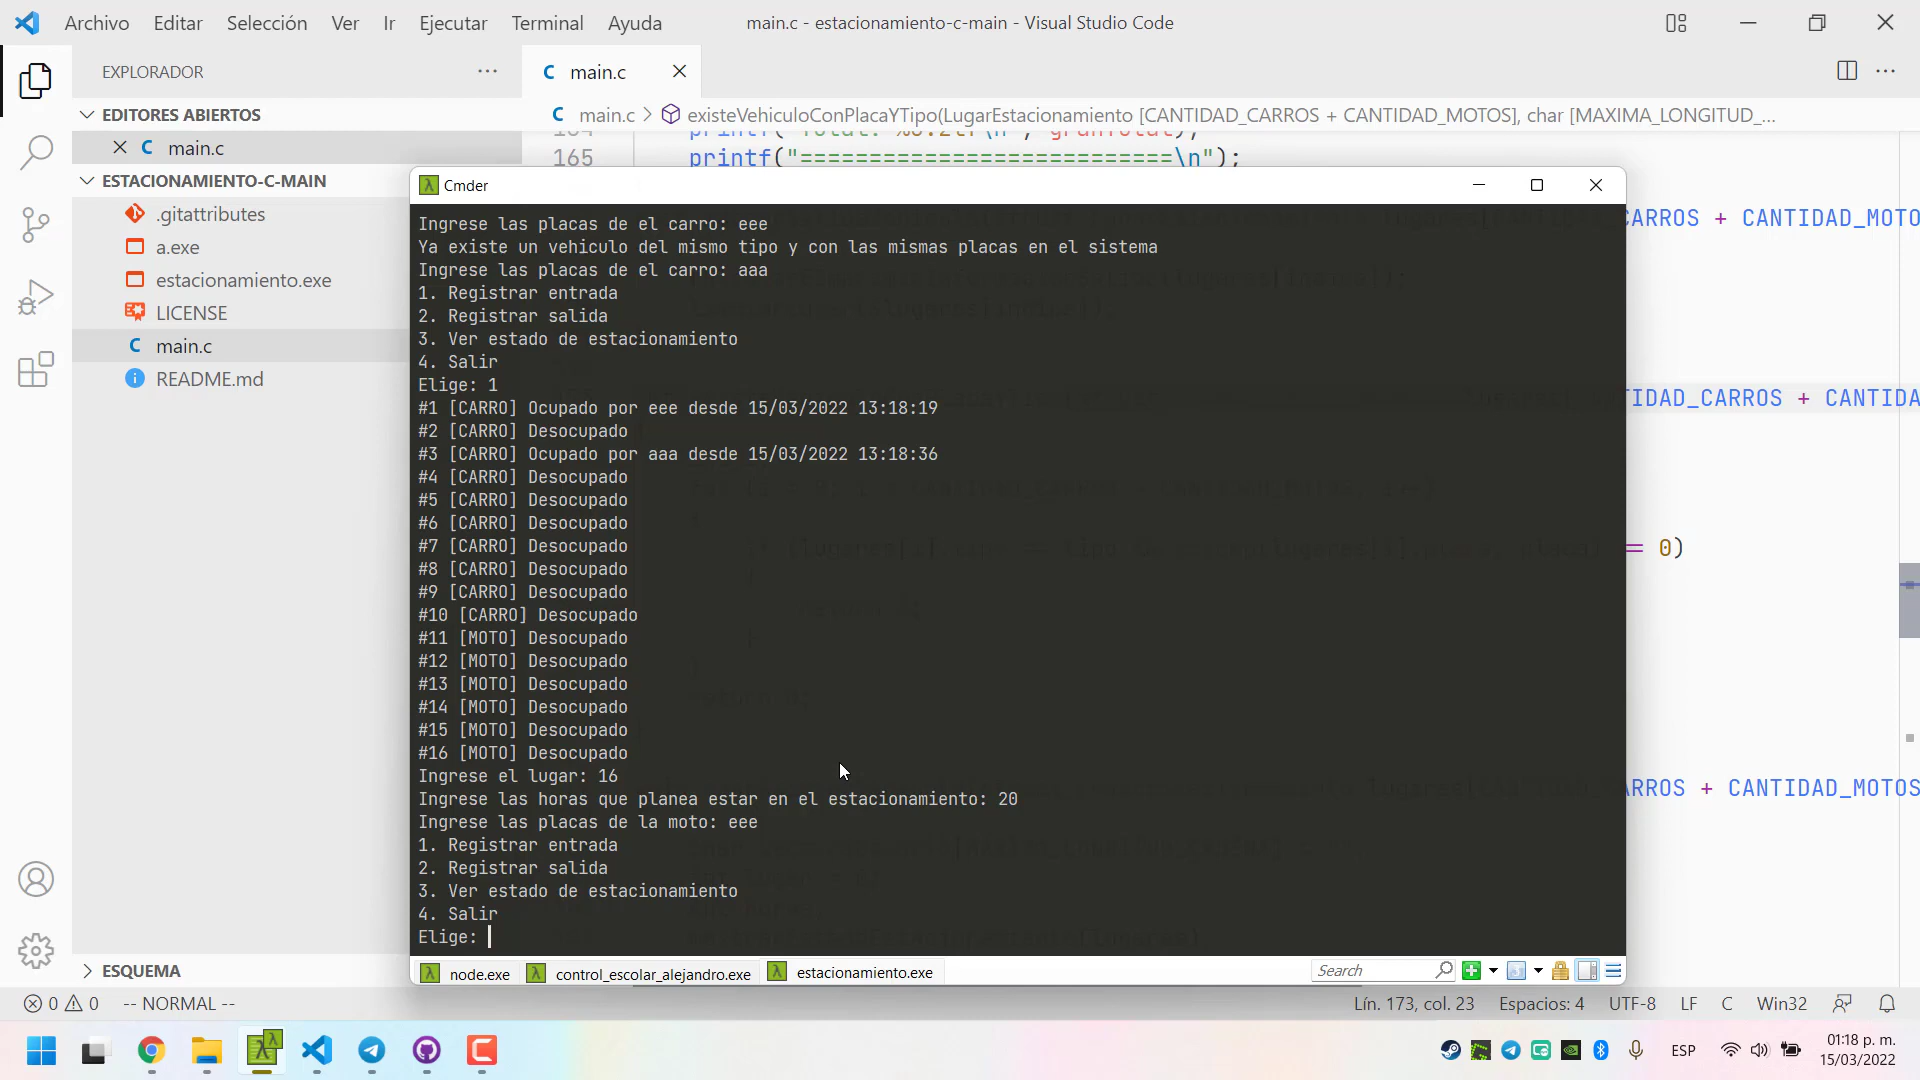 Archivo Editar Selección Ver Ir Ejecutar Terminal Ayuda
main.c - estacionamiento-c-main - Visual Studio Code
EXPLORADOR
main.c
EDITORES ABIERTOS
main.c
main.c > existeVehiculoConPlacaYTipo(LugarEstacionamiento [CANTIDAD_CARROS + CANTIDAD_MOTOS], char [MAXIMA_LONGITUD_...
165 printf("===========================\n");
ESTACIONAMIENTO-C-MAIN
.gitattributes
a.exe
estacionamiento.exe
LICENSE
main.c
README.md
ESQUEMA
Cmder
Ingrese las placas de el carro: eee
Ya existe un vehiculo del mismo tipo y con las mismas placas en el sistema
Ingrese las placas de el carro: aaa
1. Registrar entrada
2. Registrar salida
3. Ver estado de estacionamiento
4. Salir
Elige: 1
#1 [CARRO] Ocupado por eee desde 15/03/2022 13:18:19
#2 [CARRO] Desocupado
#3 [CARRO] Ocupado por aaa desde 15/03/2022 13:18:36
#4 [CARRO] Desocupado
#5 [CARRO] Desocupado
#6 [CARRO] Desocupado
#7 [CARRO] Desocupado
#8 [CARRO] Desocupado
#9 [CARRO] Desocupado
#10 [CARRO] Desocupado
#11 [MOTO] Desocupado
#12 [MOTO] Desocupado
#13 [MOTO] Desocupado
#14 [MOTO] Desocupado
#15 [MOTO] Desocupado
#16 [MOTO] Desocupado
Ingrese el lugar: 16
Ingrese las horas que planea estar en el estacionamiento: 20
Ingrese las placas de la moto: eee
1. Registrar entrada
2. Registrar salida
3. Ver estado de estacionamiento
4. Salir
Elige:
CARROS + CANTIDAD_MOTO
TIDAD_CARROS + CANTIDA
= 0)
CARROS + CANTIDAD_MOTOS
node.exe
control_escolar_alejandro.exe
estacionamiento.exe
Search
0 0 -- NORMAL --
Lín. 173, col. 23 Espacios: 4 UTF-8 LF C Win32
ESP
01:18 p. m.
15/03/2022